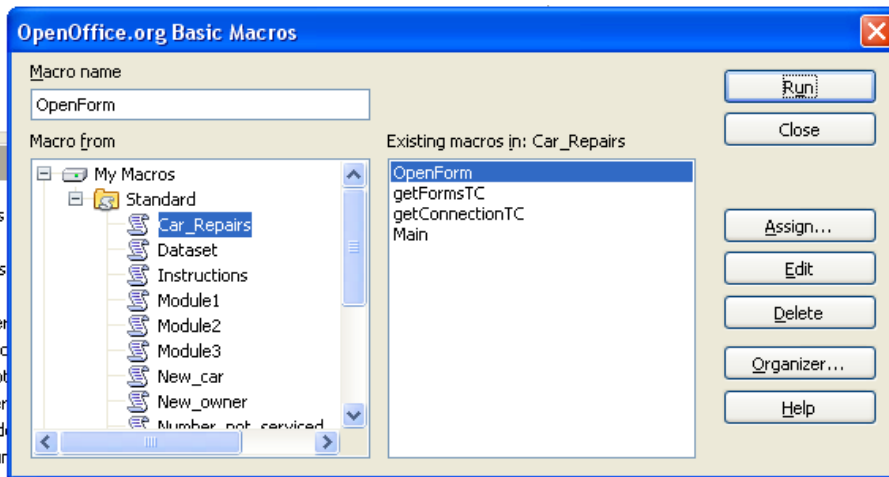 OpenOffice.org Basic Macros
Macro name
OpenForm
Macro from
My Macros
Standard
Car_Repairs
Dataset
Instructions
Module1
Module2
Module3
New_car
New_owner
Number_not_serviced
Existing macros in: Car_Repairs
OpenForm
getFormsTC
getConnectionTC
Main
Run
Close
Assign...
Edit
Delete
Organizer...
Help